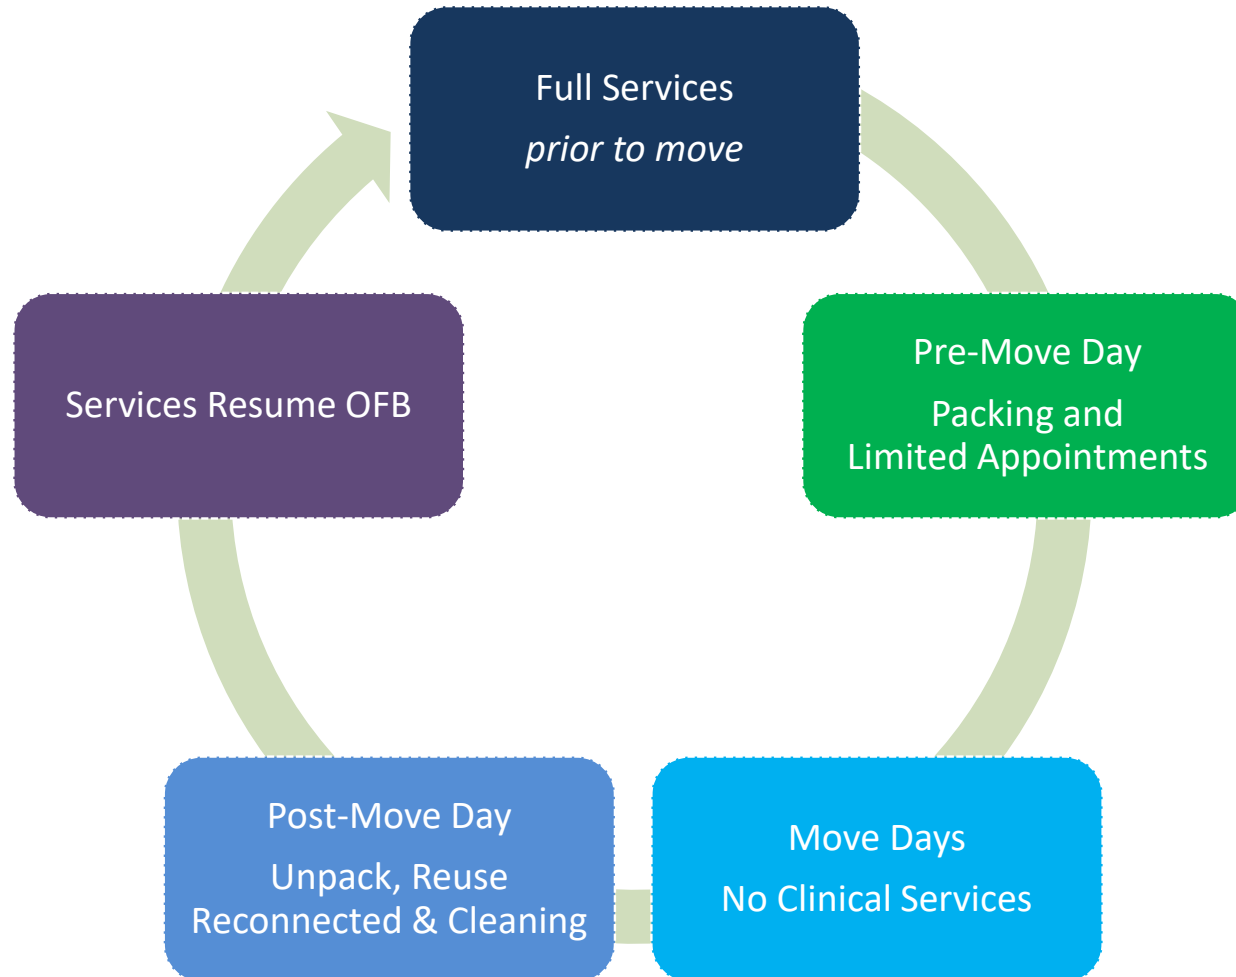 Full Services
prior to move
Pre-Move Day
Packing and
Limited Appointments
Move Days
No Clinical Services
Post-Move Day
Unpack, Reuse
Reconnected & Cleaning
Services Resume OFB